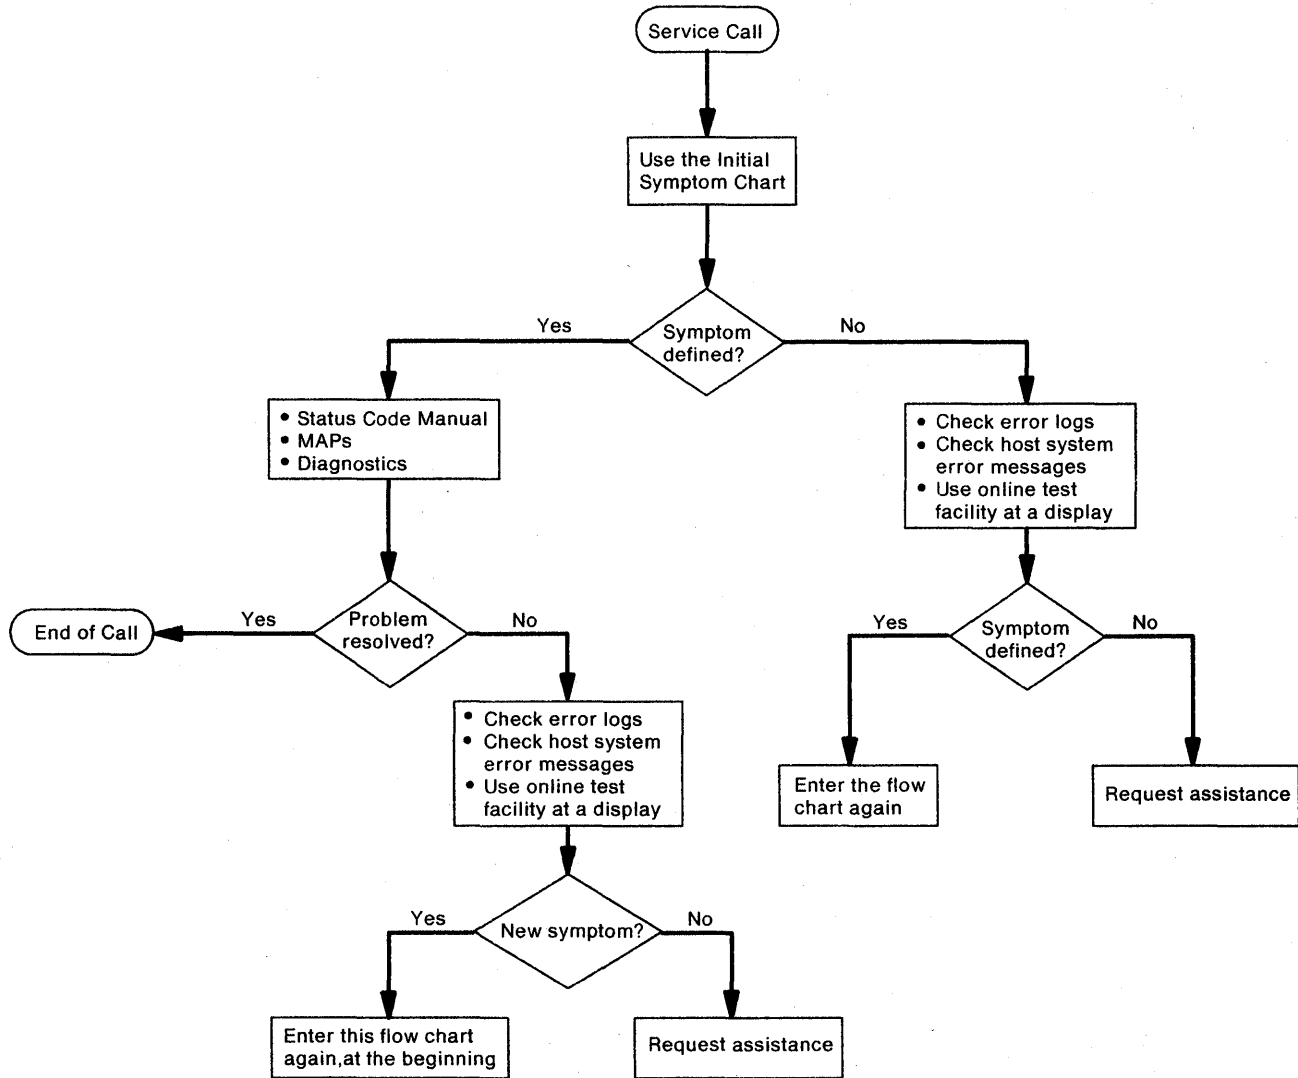 Service Call
Use the Initial
Symptom Chart
Yes
Symptom
defined?
No
• Status Code Manual
• MAPs
• Diagnostics
• Check error logs
• Check host system
error messages
• Use online test
facility at a display
End of Call
Yes
Problem
resolved?
No
Yes
Symptom
defined?
No
• Check error logs
• Check host system
error messages
• Use online test
facility at a display
Enter the flow
chart again
Request assistance
Yes
New symptom?
No
Enter this flow chart
again,at the beginning
Request assistance